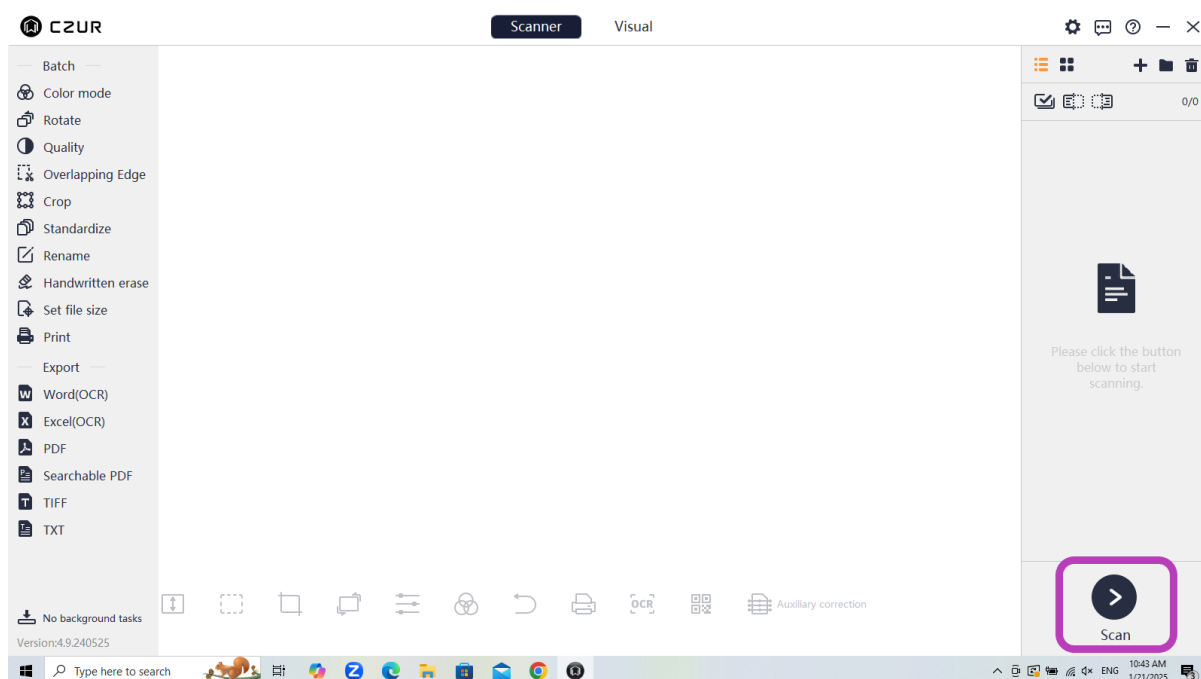 CZUR
Scanner
Visual
Batch
Color mode
Rotate
Quality
Overlapping Edge
Crop
Standardize
Rename
Handwritten erase
Set file size
Print
Export
Word(OCR)
Excel(OCR)
PDF
Searchable PDF
TIFF
TXT
No background tasks
Version:4.9.240525
OCR
Auxiliary correction
0/0
Please click the button
below to start
scanning.
Scan
Type here to search
ENG
10:43 AM
1/21/2025